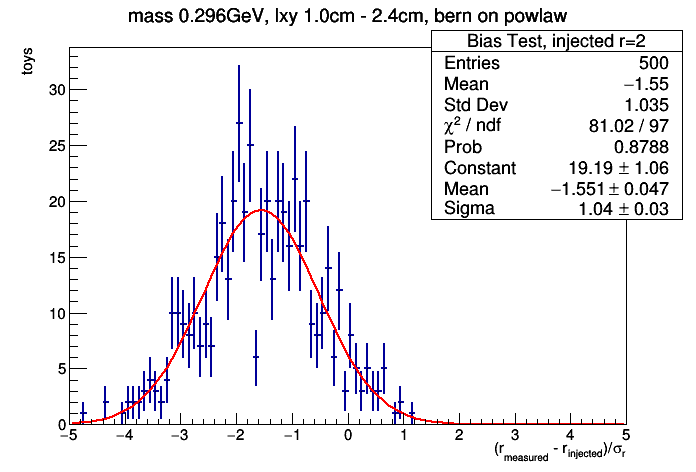 mass 0.296GeV, lxy 1.0cm - 2.4cm, bern on powlaw
Bias Test, injected r=2
Entries 500
Mean −1.55
Std Dev 1.035
χ² / ndf 81.02 / 97
Prob 0.8788
Constant 19.19 ± 1.06
Mean −1.551 ± 0.047
Sigma 1.04 ± 0.03
toys
30
25
20
15
10
5
0
−5 −4 −3 −2 −1 0 1 2 3 4 5
(r_measured - r_injected)/σ_r